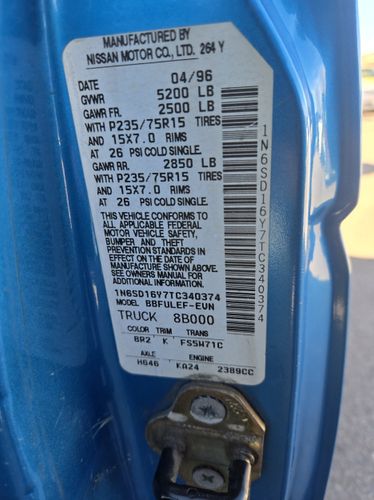 MANUFACTURED BY
NISSAN MOTOR CO., LTD. 264 Y
DATE 04/96
GVWR 5200 LB
GAWR FR. 2500 LB
WITH P235/75R15 TIRES
AND 15X7.0 RIMS
AT 26 PSI COLD SINGLE.
GAWR RR. 2850 LB
WITH P235/75R15 TIRES
AND 15X7.0 RIMS
AT 26 PSI COLD SINGLE.
THIS VEHICLE CONFORMS TO
ALL APPLICABLE FEDERAL
MOTOR VEHICLE SAFETY,
BUMPER AND THEFT
PREVENTION STANDARDS IN
EFFECT ON THE DATE OF
MANUFACTURE SHOWN ABOVE.
SEE OWNERS MANUAL FOR
ADDITIONAL INFORMATION.
1N6SD16Y7TC340374
MODEL BBFULEF-EVN
TRUCK 8B000
COLOR TRIM TRANS
BR2 K FS5W71C
AXLE ENGINE
H646 KA24 2389CC
1N6SD16Y7TC340374